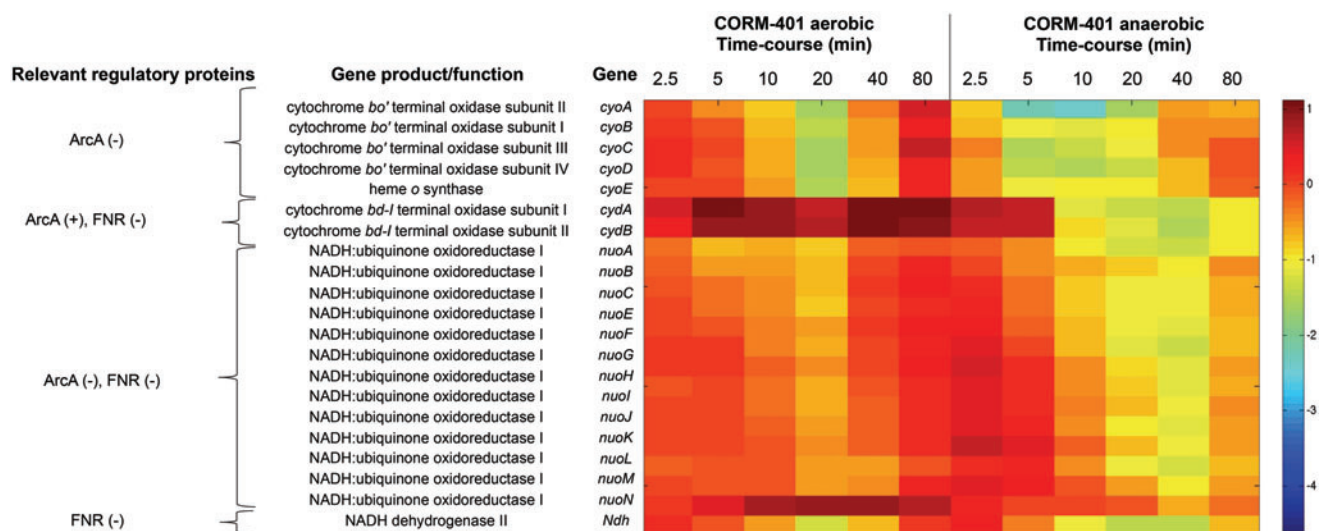 CORM-401 aerobic
Time-course (min)
CORM-401 anaerobic
Time-course (min)
Relevant regulatory proteins Gene product/function Gene 2.5 5 10 20 40 80 2.5 5 10 20 40 80
cytochrome bo' terminal oxidase subunit II cyoA
cytochrome bo' terminal oxidase subunit I cyoB
ArcA (-)
cytochrome bo' terminal oxidase subunit III cyoC
cytochrome bo' terminal oxidase subunit IV cyoD
heme o synthase cyoE
ArcA (+), FNR (-)
cytochrome bd-I terminal oxidase subunit I cydA
cytochrome bd-I terminal oxidase subunit II cydB
ArcA (-), FNR (-)
NADH:ubiquinone oxidoreductase I nuoA
NADH:ubiquinone oxidoreductase I nuoB
NADH:ubiquinone oxidoreductase I nuoC
NADH:ubiquinone oxidoreductase I nuoE
NADH:ubiquinone oxidoreductase I nuoF
NADH:ubiquinone oxidoreductase I nuoG
NADH:ubiquinone oxidoreductase I nuoH
NADH:ubiquinone oxidoreductase I nuoI
NADH:ubiquinone oxidoreductase I nuoJ
NADH:ubiquinone oxidoreductase I nuoK
NADH:ubiquinone oxidoreductase I nuoL
NADH:ubiquinone oxidoreductase I nuoM
NADH:ubiquinone oxidoreductase I nuoN
FNR (-) NADH dehydrogenase II Ndh
1
0
-1
-2
-3
-4